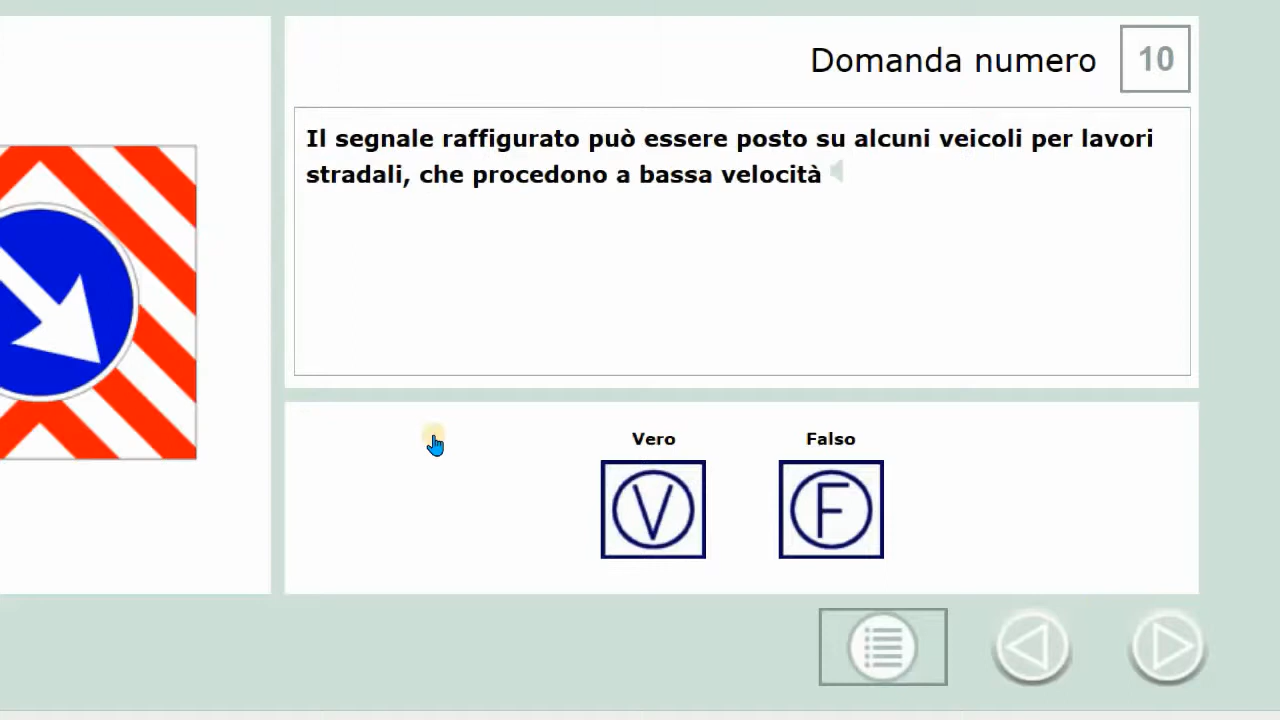 Domanda numero 10
Il segnale raffigurato può essere posto su alcuni veicoli per lavori
stradali, che procedono a bassa velocità
Vero Falso
V F